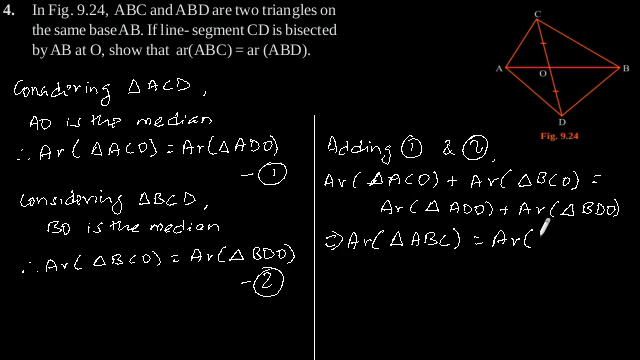 4. In Fig. 9.24, ABC and ABD are two triangles on
the same base AB. If line- segment CD is bisected
by AB at O, show that ar(ABC) = ar (ABD).
C
A
O
B
D
Fig. 9.24
Considering △ACD,
AO is the median
∴ Ar(△ACO) = Ar(△ADO)
—①
Considering △BCD,
BO is the median
∴ Ar(△BCO) = Ar(△BDO)
—②
Adding ① & ②,
Ar(△ACO) + Ar(△BCO) =
Ar(△ADO) + Ar(△BDO)
⇒ Ar(△ABC) = Ar(